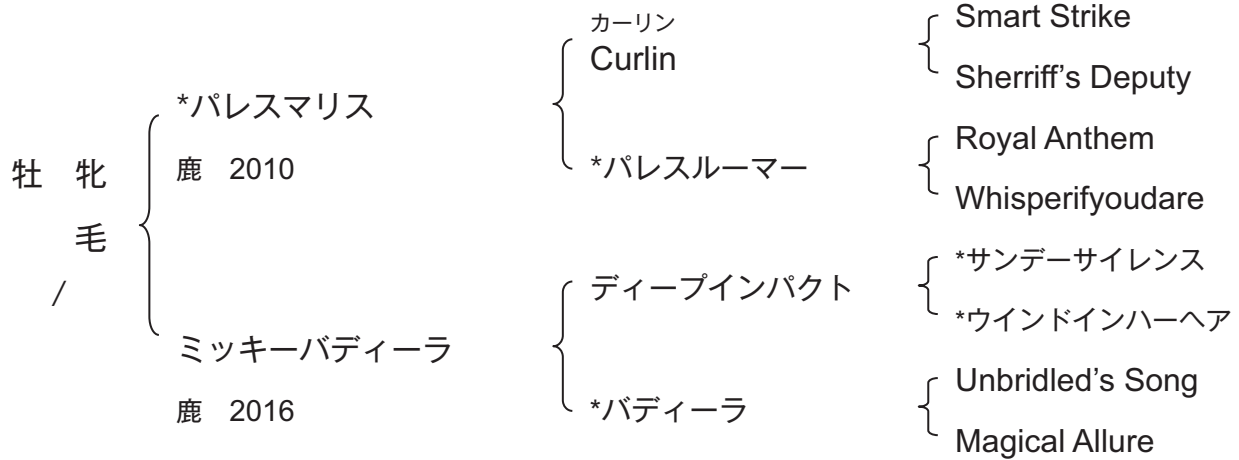 牡 牝
毛
/
*パレスマリス
鹿 2010
ミッキーバディーラ
鹿 2016
カーリン
Curlin
*パレスルーマー
ディープインパクト
*バディーラ
Smart Strike
Sherriff’s Deputy
Royal Anthem
Whisperifyoudare
*サンデーサイレンス
*ウインドインハーヘア
Unbridled’s Song
Magical Allure